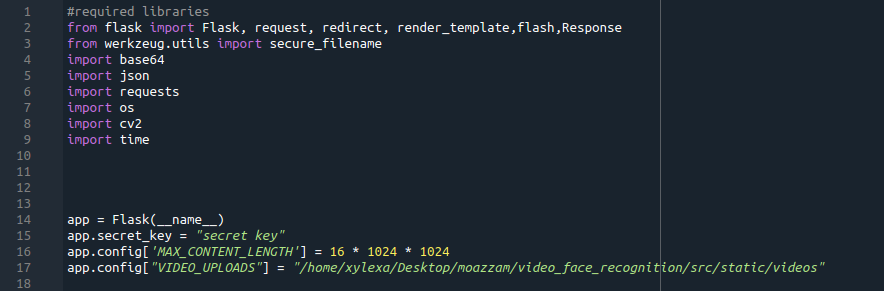 1 #required libraries
2 from flask import Flask, request, redirect, render_template,flash,Response
3 from werkzeug.utils import secure_filename
4 import base64
5 import json
6 import requests
7 import os
8 import cv2
9 import time
10
11
12
13
14 app = Flask(__name__)
15 app.secret_key = "secret key"
16 app.config['MAX_CONTENT_LENGTH'] = 16 * 1024 * 1024
17 app.config["VIDEO_UPLOADS"] = "/home/xylexa/Desktop/moazzam/video_face_recognition/src/static/videos"
18